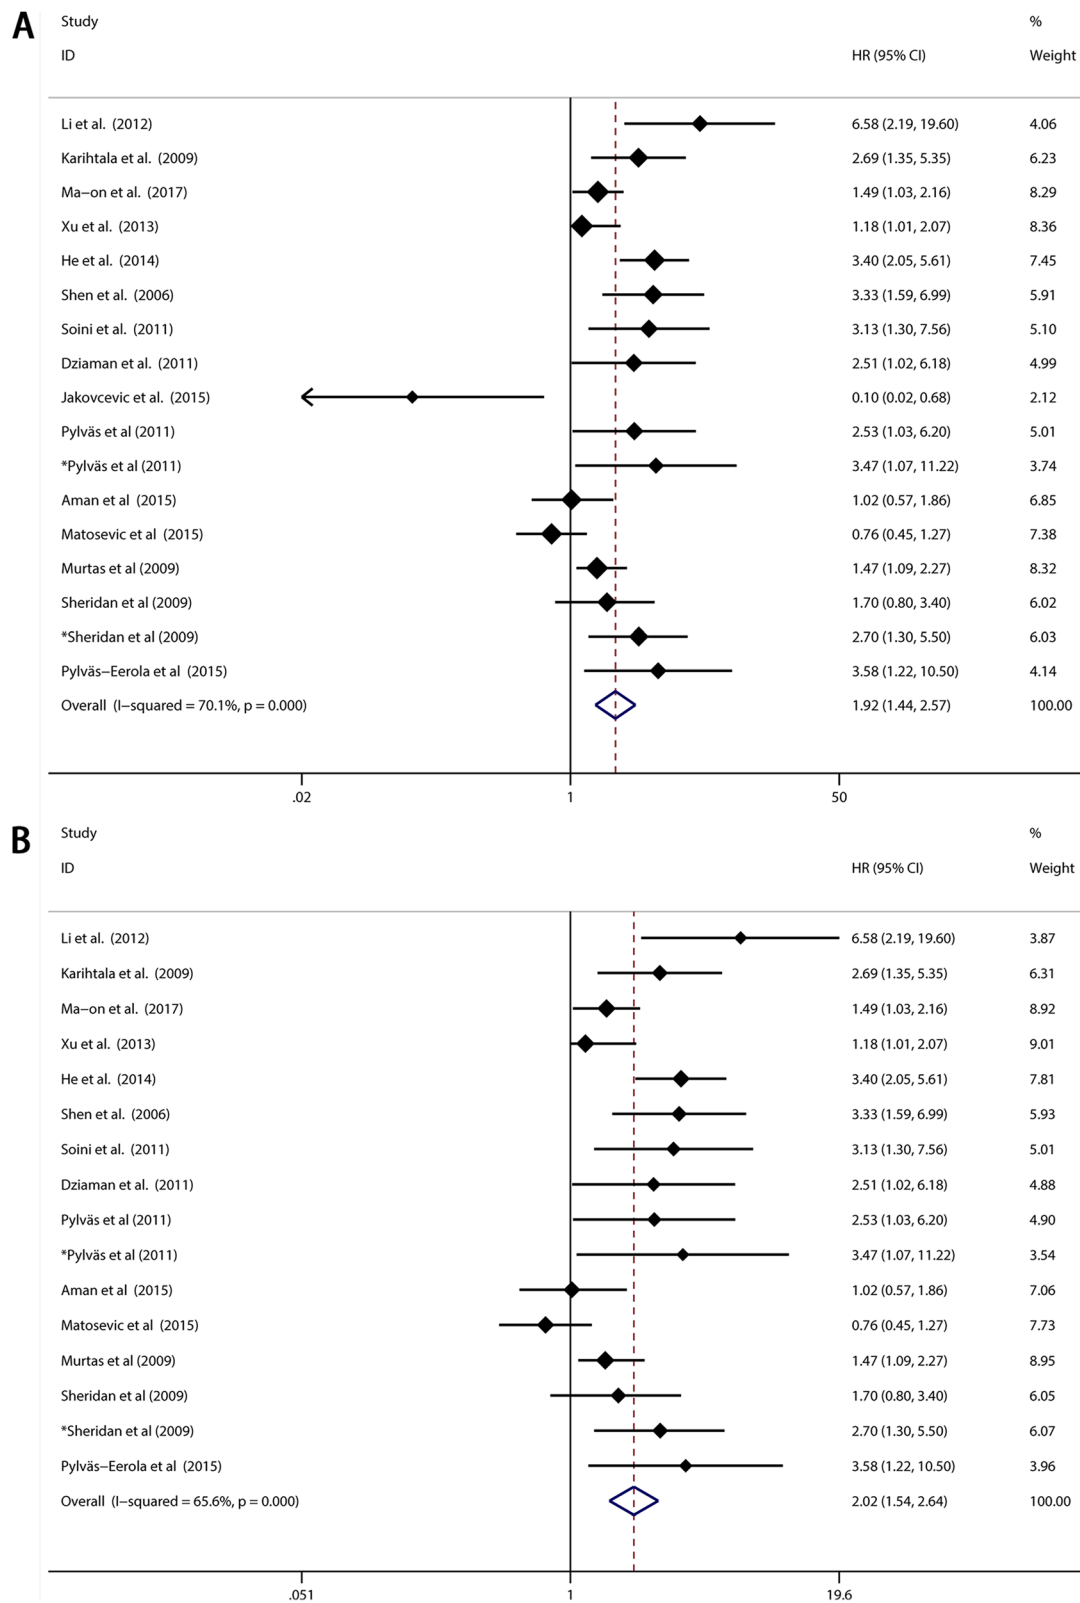 A
Study %
ID HR (95% CI) Weight
Li et al. (2012) 6.58 (2.19, 19.60) 4.06
Karihtala et al. (2009) 2.69 (1.35, 5.35) 6.23
Ma−on et al. (2017) 1.49 (1.03, 2.16) 8.29
Xu et al. (2013) 1.18 (1.01, 2.07) 8.36
He et al. (2014) 3.40 (2.05, 5.61) 7.45
Shen et al. (2006) 3.33 (1.59, 6.99) 5.91
Soini et al. (2011) 3.13 (1.30, 7.56) 5.10
Dziaman et al. (2011) 2.51 (1.02, 6.18) 4.99
Jakovcevic et al. (2015) 0.10 (0.02, 0.68) 2.12
Pylväs et al (2011) 2.53 (1.03, 6.20) 5.01
*Pylväs et al (2011) 3.47 (1.07, 11.22) 3.74
Aman et al (2015) 1.02 (0.57, 1.86) 6.85
Matosevic et al (2015) 0.76 (0.45, 1.27) 7.38
Murtas et al (2009) 1.47 (1.09, 2.27) 8.32
Sheridan et al (2009) 1.70 (0.80, 3.40) 6.02
*Sheridan et al (2009) 2.70 (1.30, 5.50) 6.03
Pylväs−Eerola et al (2015) 3.58 (1.22, 10.50) 4.14
Overall (I−squared = 70.1%, p = 0.000) 1.92 (1.44, 2.57) 100.00
.02 1 50
B
Study %
ID HR (95% CI) Weight
Li et al. (2012) 6.58 (2.19, 19.60) 3.87
Karihtala et al. (2009) 2.69 (1.35, 5.35) 6.31
Ma−on et al. (2017) 1.49 (1.03, 2.16) 8.92
Xu et al. (2013) 1.18 (1.01, 2.07) 9.01
He et al. (2014) 3.40 (2.05, 5.61) 7.81
Shen et al. (2006) 3.33 (1.59, 6.99) 5.93
Soini et al. (2011) 3.13 (1.30, 7.56) 5.01
Dziaman et al. (2011) 2.51 (1.02, 6.18) 4.88
Pylväs et al (2011) 2.53 (1.03, 6.20) 4.90
*Pylväs et al (2011) 3.47 (1.07, 11.22) 3.54
Aman et al (2015) 1.02 (0.57, 1.86) 7.06
Matosevic et al (2015) 0.76 (0.45, 1.27) 7.73
Murtas et al (2009) 1.47 (1.09, 2.27) 8.95
Sheridan et al (2009) 1.70 (0.80, 3.40) 6.05
*Sheridan et al (2009) 2.70 (1.30, 5.50) 6.07
Pylväs−Eerola et al (2015) 3.58 (1.22, 10.50) 3.96
Overall (I−squared = 65.6%, p = 0.000) 2.02 (1.54, 2.64) 100.00
.051 1 19.6